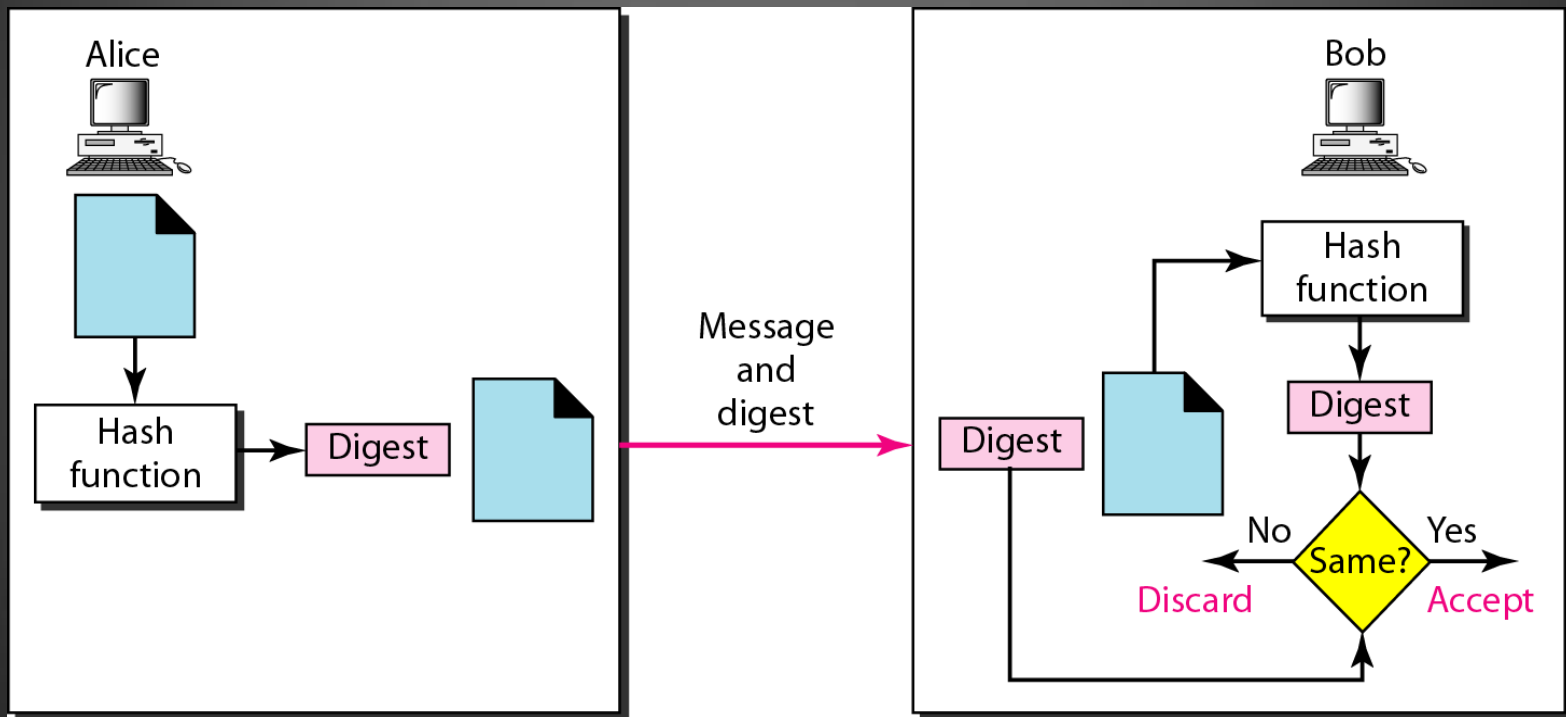 Alice
Hash
function
Digest
Message
and
digest
Bob
Hash
function
Digest
Digest
Same?
No
Yes
Discard
Accept